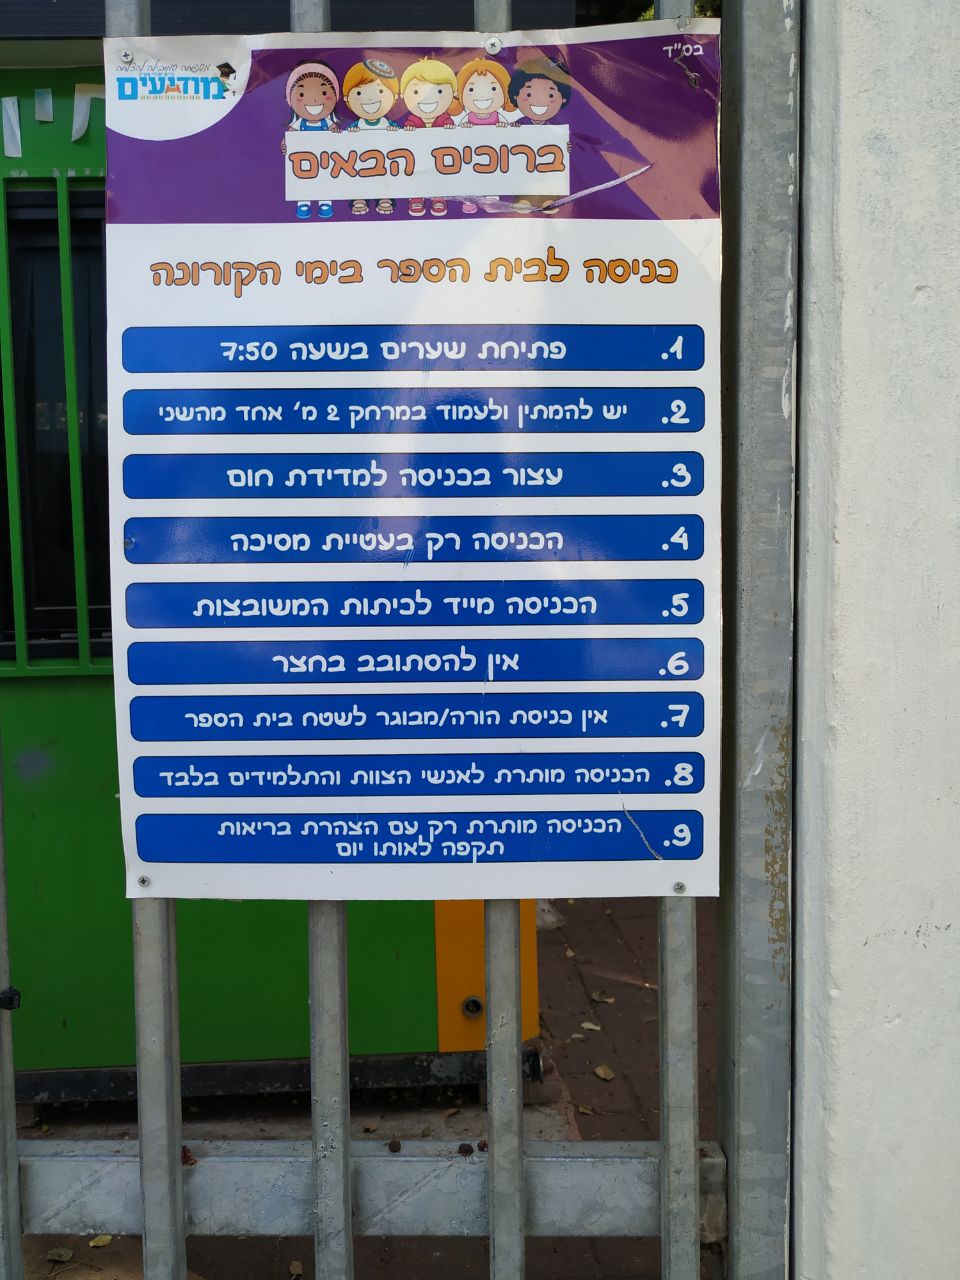 בס"ד
משפחה שמובילה להצלחה
מודיעים
ברוכים הבאים
כניסה לבית הספר בימי הקורונה
1. פתיחת שערים בשעה 7:50
2. יש להמתין ולעמוד במרחק 2 מ' אחד מהשני
3. עצור בכניסה למדידת חום
4. הכניסה רק בעטיית מסיכה
5. הכניסה מייד לכיתות המשובצות
6. אין להסתובב בחצר
7. אין כניסת הורה/מבוגר לשטח בית הספר
8. הכניסה מותרת לאנשי הצוות והתלמידים בלבד
9. הכניסה מותרת רק עם הצהרת בריאות
תקפה לאותו יום